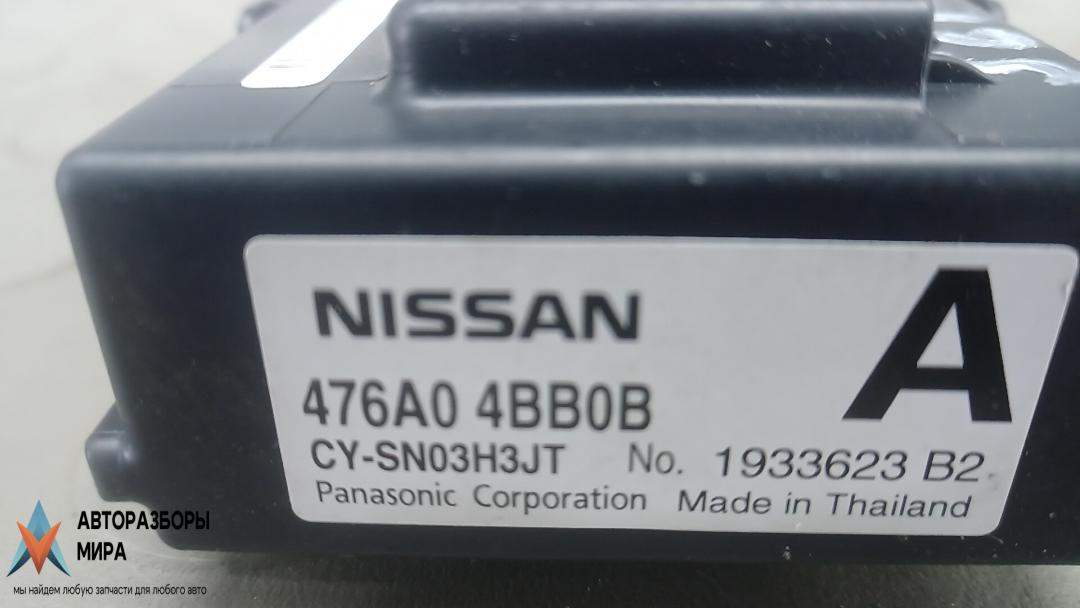 NISSAN
A
476A0 4BB0B
CY-SN03H3JT No. 1933623 B2
Panasonic Corporation Made in Thailand
АВТОРАЗБОРЫ
МИРА
мы найдем любую запчасти для любого авто